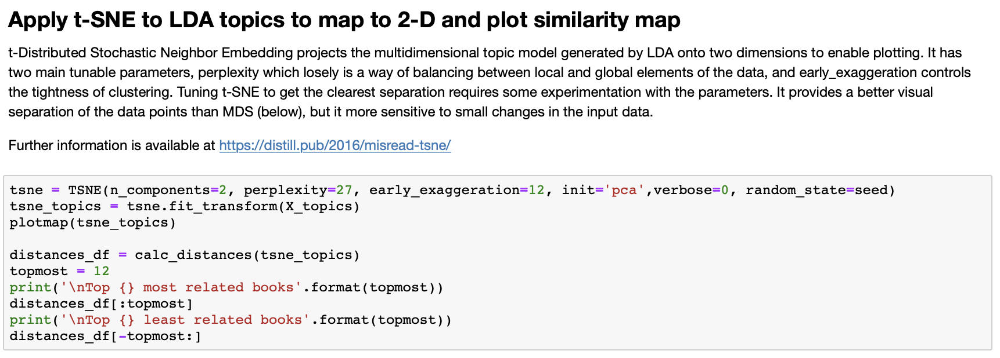 Apply t-SNE to LDA topics to map to 2-D and plot similarity map
t-Distributed Stochastic Neighbor Embedding projects the multidimensional topic model generated by LDA onto two dimensions to enable plotting. It has
two main tunable parameters, perplexity which losely is a way of balancing between local and global elements of the data, and early_exaggeration controls
the tightness of clustering. Tuning t-SNE to get the clearest separation requires some experimentation with the parameters. It provides a better visual
separation of the data points than MDS (below), but it more sensitive to small changes in the input data.
Further information is available at https://distill.pub/2016/misread-tsne/
tsne = TSNE(n_components=2, perplexity=27, early_exaggeration=12, init='pca',verbose=0, random_state=seed)
tsne_topics = tsne.fit_transform(X_topics)
plotmap(tsne_topics)
distances_df = calc_distances(tsne_topics)
topmost = 12
print('\nTop {} most related books'.format(topmost))
distances_df[:topmost]
print('\nTop {} least related books'.format(topmost))
distances_df[-topmost:]